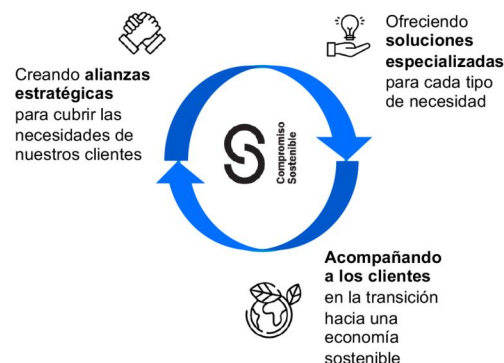 Creando alianzas
estratégicas
para cubrir las
necesidades de
nuestros clientes
Ofreciendo
soluciones
especializadas
para cada tipo
de necesidad
Compromiso
Sostenible
Acompañando
a los clientes
en la transición
hacia una
economía
sostenible